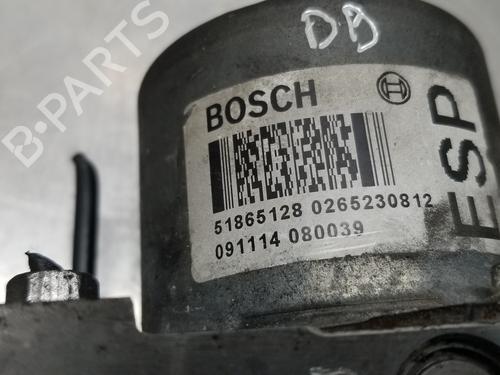 DB
B-PARTS
BOSCH
ESP
51865128 0265230812
091114 080039